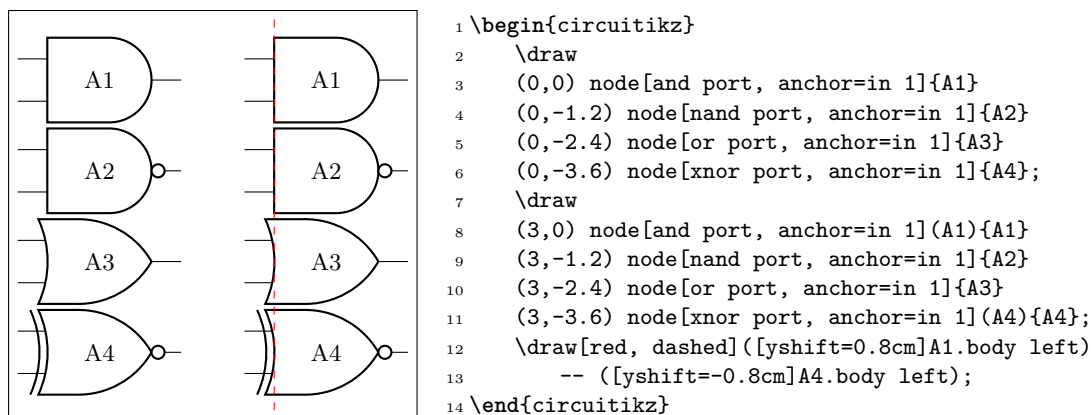 A1 A1
A2 A2
A3 A3
A4 A4
1 \begin{circuitikz}
2     \draw
3     (0,0) node[and port, anchor=in 1]{A1}
4     (0,-1.2) node[nand port, anchor=in 1]{A2}
5     (0,-2.4) node[or port, anchor=in 1]{A3}
6     (0,-3.6) node[xnor port, anchor=in 1]{A4};
7     \draw
8     (3,0) node[and port, anchor=in 1](A1){A1}
9     (3,-1.2) node[nand port, anchor=in 1]{A2}
10     (3,-2.4) node[or port, anchor=in 1]{A3}
11     (3,-3.6) node[xnor port, anchor=in 1](A4){A4};
12     \draw[red, dashed]([yshift=0.8cm]A1.body left)
13         -- ([yshift=-0.8cm]A4.body left);
14 \end{circuitikz}